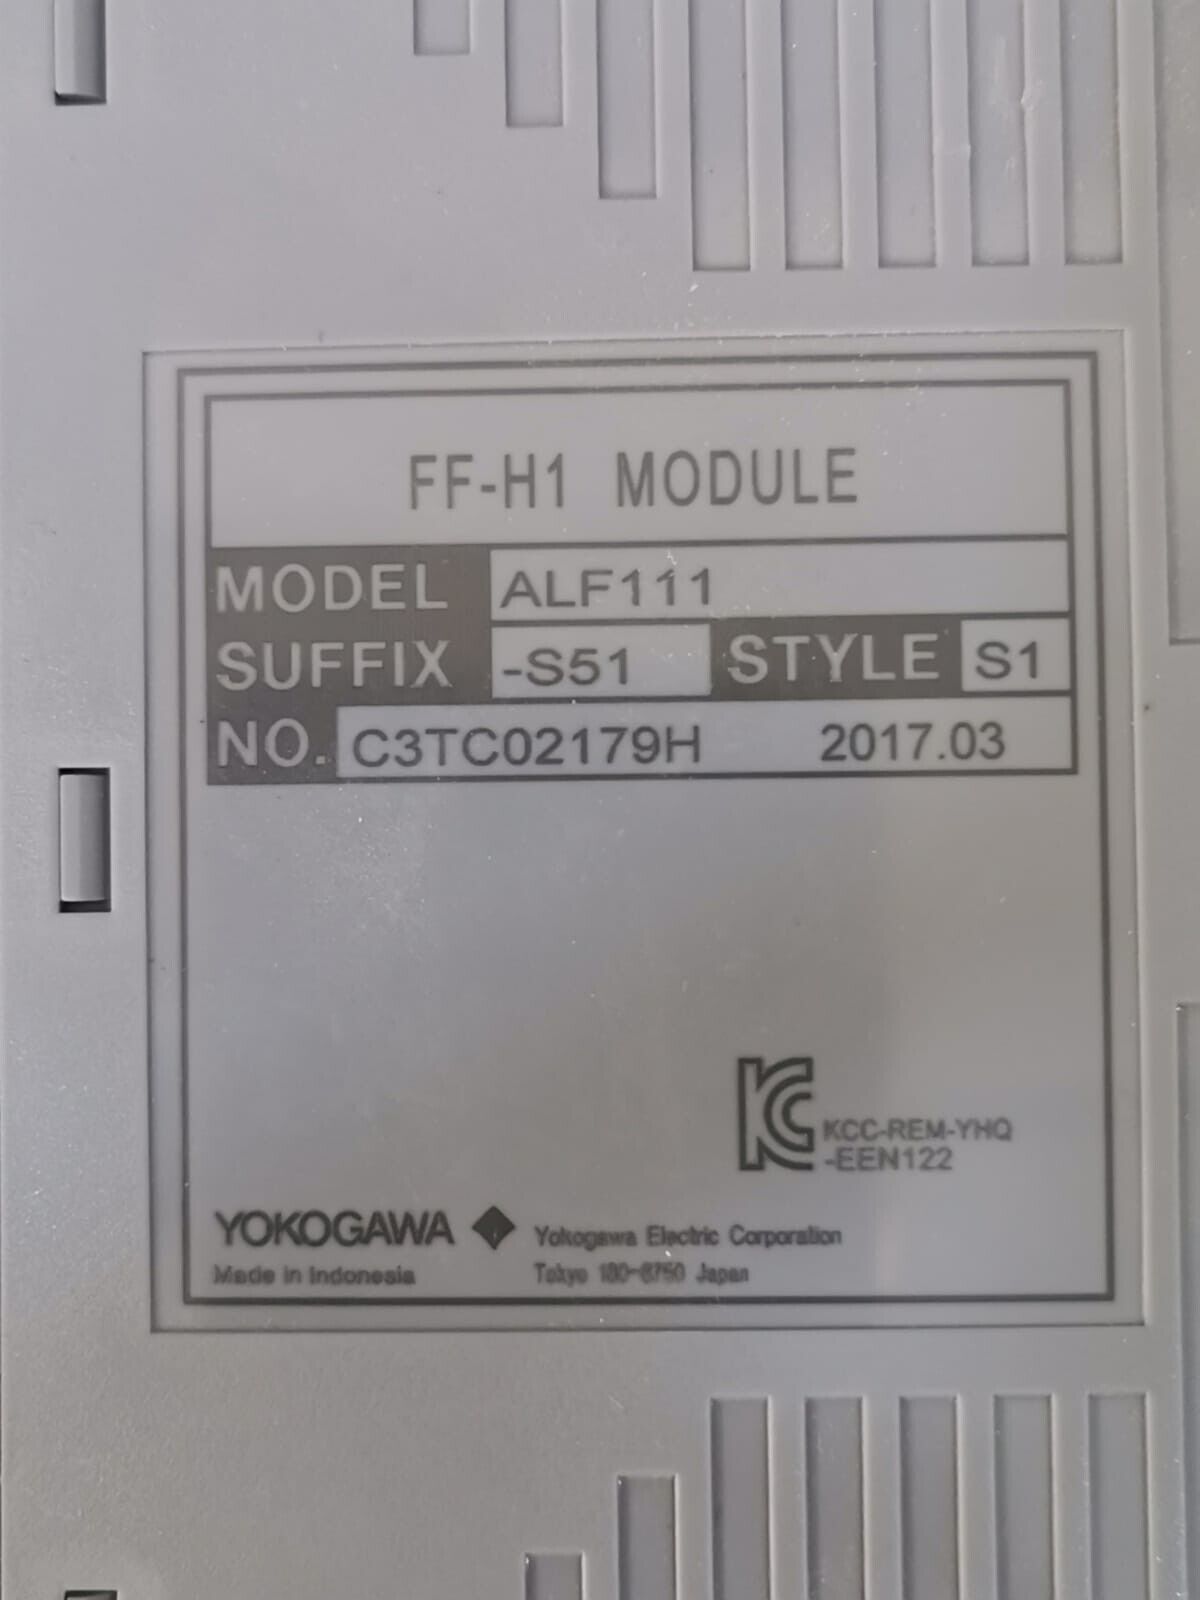 FF-H1 MODULE
MODEL ALF111
SUFFIX -S51 STYLE S1
NO. C3TC02179H 2017.03
KCC-REM-YHQ
-EEN122
YOKOGAWA Yokogawa Electric Corporation
Made in Indonesia Tokyo 180-8750 Japan